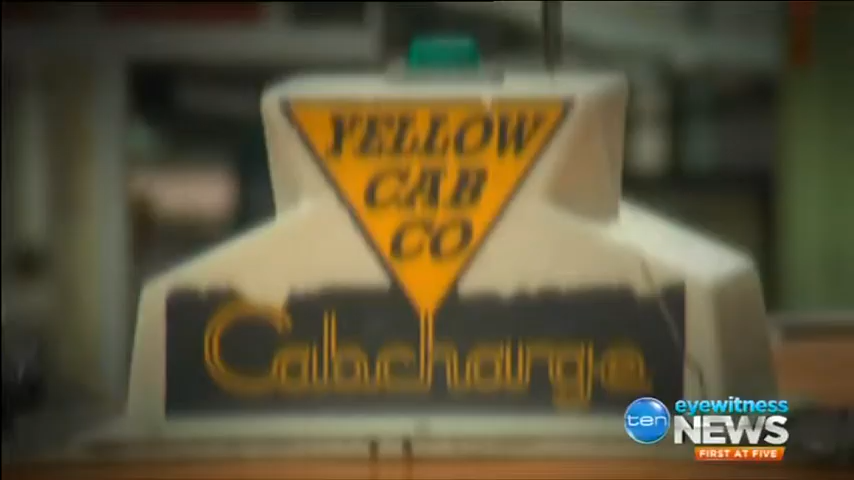 YELLOW
CAB
CO
Cabcharge
ten
eyewitness
NEWS
FIRST AT FIVE